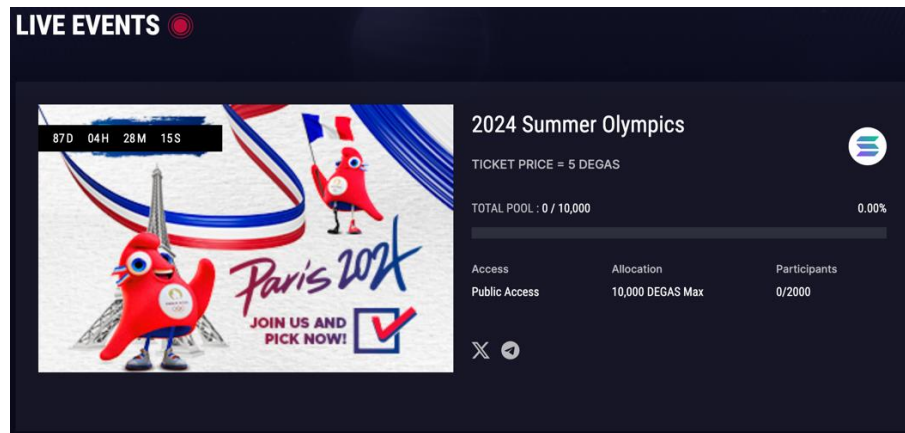 LIVE EVENTS
87D 04H 28M 15S
Paris 2024
JOIN US AND
PICK NOW!
2024 Summer Olympics
TICKET PRICE = 5 DEGAS
TOTAL POOL : 0 / 10,000 0.00%
Access Allocation Participants
Public Access 10,000 DEGAS Max 0/2000